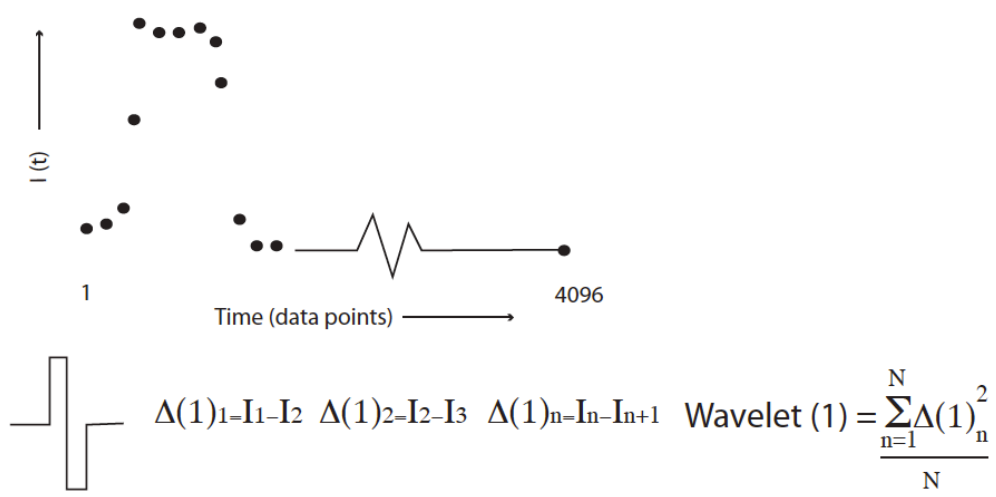 I (t)
1
4096
Time (data points)
Δ(1)1=I1–I2 Δ(1)2=I2–I3 Δ(1)n=In–In+1 Wavelet (1) = N∑n=1 Δ(1)n2
N